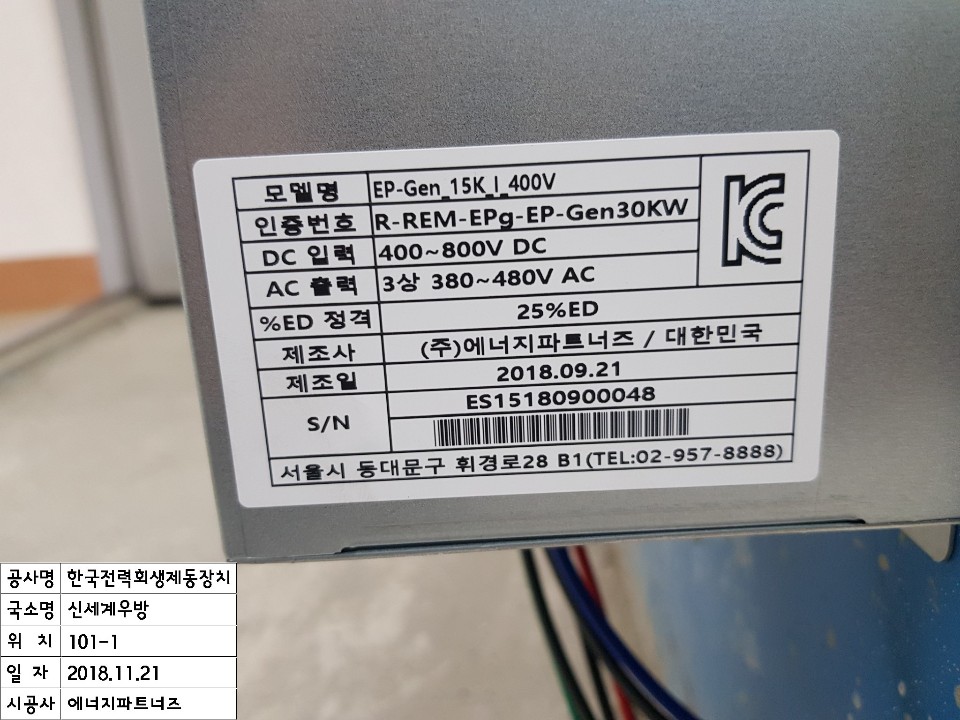 모델명 EP-Gen_15K_I_400V
인증번호 R-REM-EPg-EP-Gen30KW
DC 입력 400~800V DC
AC 출력 3상 380~480V AC
%ED 정격 25%ED
제조사 (주)에너지파트너즈 / 대한민국
제조일 2018.09.21
S/N ES15180900048
서울시 동대문구 휘경로28 B1(TEL:02-957-8888)
공사명 한국전력회생제동장치
국소명 신세계우방
위 치 101-1
일 자 2018.11.21
시공사 에너지파트너즈